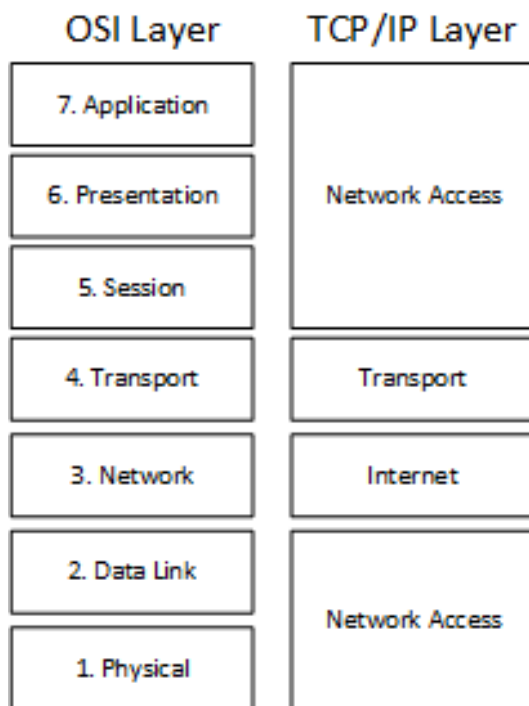 OSI Layer
TCP/IP Layer
7. Application
Network Access
6. Presentation
5. Session
4. Transport
Transport
3. Network
Internet
2. Data Link
Network Access
1. Physical